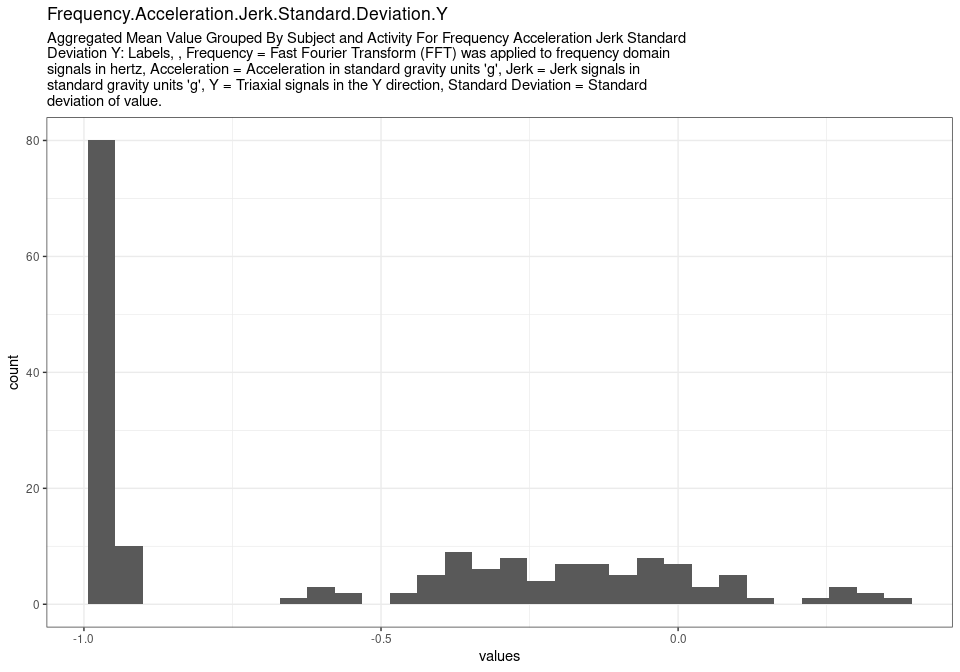 Frequency.Acceleration.Jerk.Standard.Deviation.Y
Aggregated Mean Value Grouped By Subject and Activity For Frequency Acceleration Jerk Standard
Deviation Y: Labels, , Frequency = Fast Fourier Transform (FFT) was applied to frequency domain
signals in hertz, Acceleration = Acceleration in standard gravity units 'g', Jerk = Jerk signals in
standard gravity units 'g', Y = Triaxial signals in the Y direction, Standard Deviation = Standard
deviation of value.
80
60
40
20
0
count
-1.0 -0.5 0.0
values